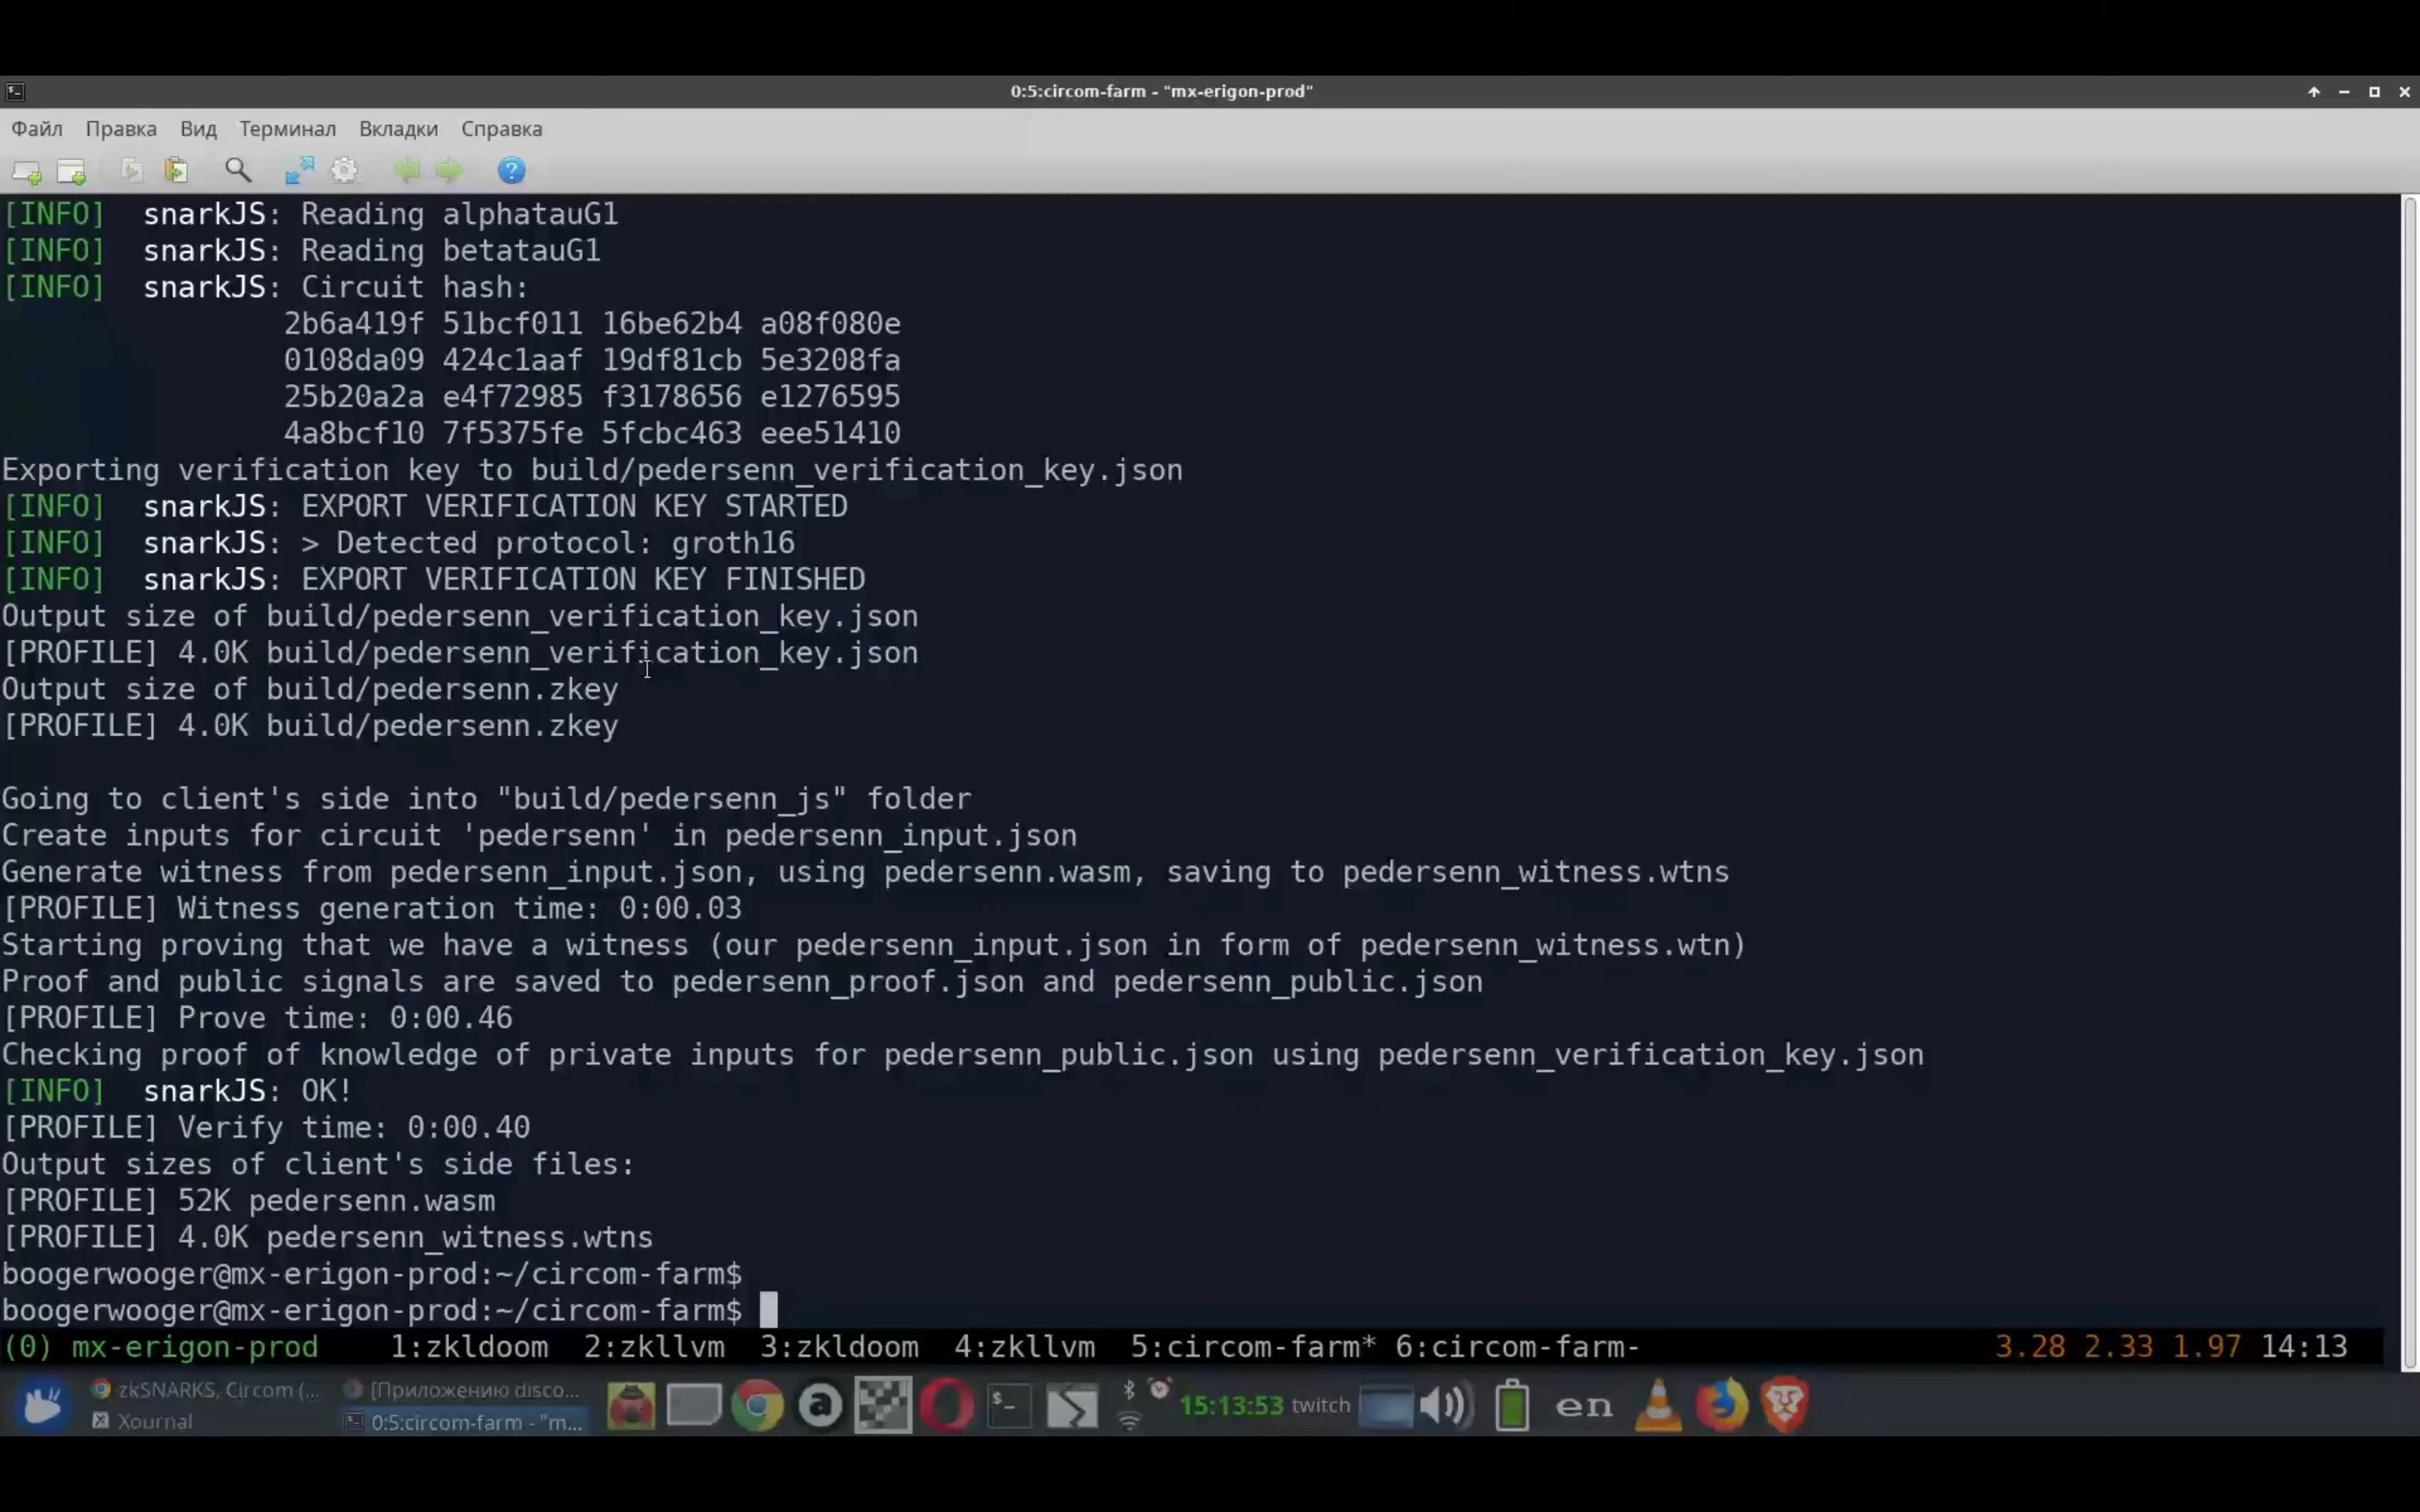 0:5:circom-farm - "mx-erigon-prod"
Файл Правка Вид Терминал Вкладки Справка
[INFO]  snarkJS: Reading alphatauG1
[INFO]  snarkJS: Reading betatauG1
[INFO]  snarkJS: Circuit hash:
2b6a419f 51bcf011 16be62b4 a08f080e
0108da09 424c1aaf 19df81cb 5e3208fa
25b20a2a e4f72985 f3178656 e1276595
4a8bcf10 7f5375fe 5fcbc463 eee51410
Exporting verification key to build/pedersenn_verification_key.json
[INFO]  snarkJS: EXPORT VERIFICATION KEY STARTED
[INFO]  snarkJS: > Detected protocol: groth16
[INFO]  snarkJS: EXPORT VERIFICATION KEY FINISHED
Output size of build/pedersenn_verification_key.json
[PROFILE] 4.0K build/pedersenn_verification_key.json
Output size of build/pedersenn.zkey
[PROFILE] 4.0K build/pedersenn.zkey
Going to client's side into "build/pedersenn_js" folder
Create inputs for circuit 'pedersenn' in pedersenn_input.json
Generate witness from pedersenn_input.json, using pedersenn.wasm, saving to pedersenn_witness.wtns
[PROFILE] Witness generation time: 0:00.03
Starting proving that we have a witness (our pedersenn_input.json in form of pedersenn_witness.wtn)
Proof and public signals are saved to pedersenn_proof.json and pedersenn_public.json
[PROFILE] Prove time: 0:00.46
Checking proof of knowledge of private inputs for pedersenn_public.json using pedersenn_verification_key.json
[INFO]  snarkJS: OK!
[PROFILE] Verify time: 0:00.40
Output sizes of client's side files:
[PROFILE] 52K pedersenn.wasm
[PROFILE] 4.0K pedersenn_witness.wtns
boogerwooger@mx-erigon-prod:~/circom-farm$
boogerwooger@mx-erigon-prod:~/circom-farm$
(0) mx-erigon-prod 1:zkldoom 2:zkllvm 3:zkldoom 4:zkllvm 5:circom-farm* 6:circom-farm- 3.28 2.33 1.97 14:13
zkSNARKS, Circom (... [Приложению disco...
Xournal 0:5:circom-farm - "m... 15:13:53 twitch en